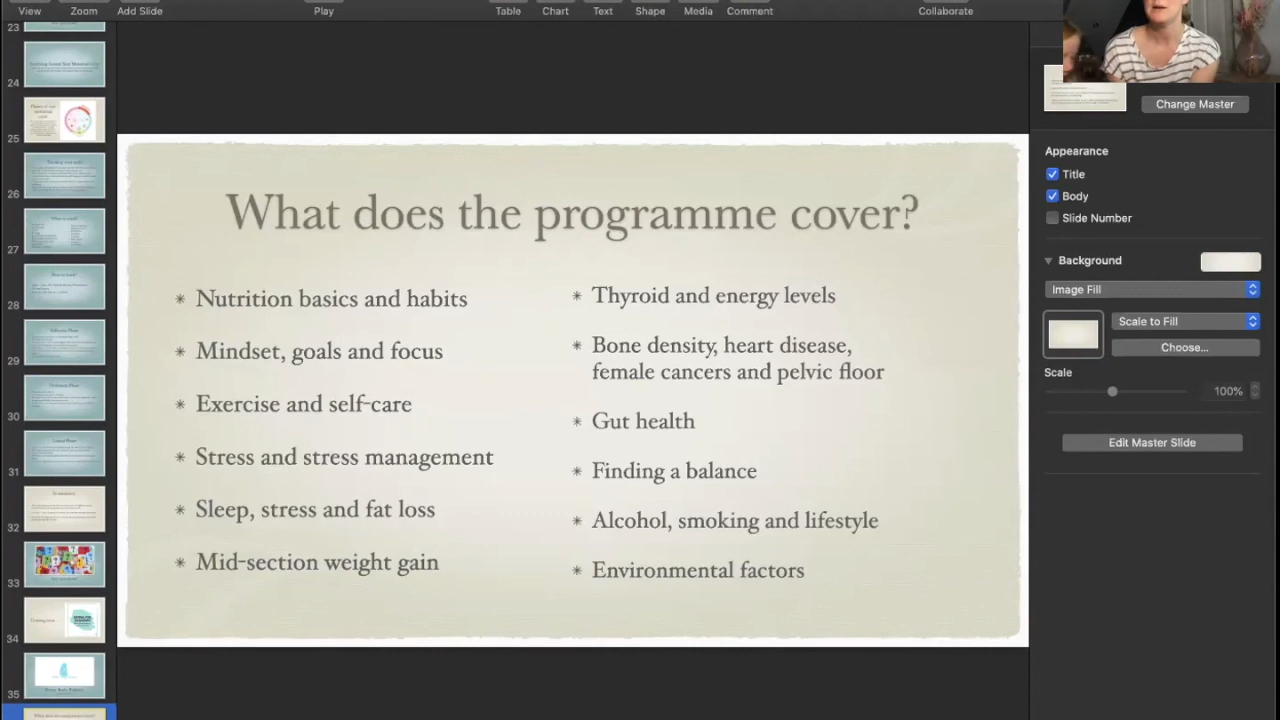 View
Zoom
Add Slide
Play
Table
Chart
Text
Shape
Media
Comment
Collaborate
23
24
25
26
27
28
29
30
31
32
33
34
35
What does the programme cover?
* Nutrition basics and habits
* Mindset, goals and focus
* Exercise and self-care
* Stress and stress management
* Sleep, stress and fat loss
* Mid-section weight gain
* Thyroid and energy levels
* Bone density, heart disease,
female cancers and pelvic floor
* Gut health
* Finding a balance
* Alcohol, smoking and lifestyle
* Environmental factors
Change Master
Appearance
Title
Body
Slide Number
Background
Image Fill
Scale to Fill
Choose...
Scale
100%
Edit Master Slide